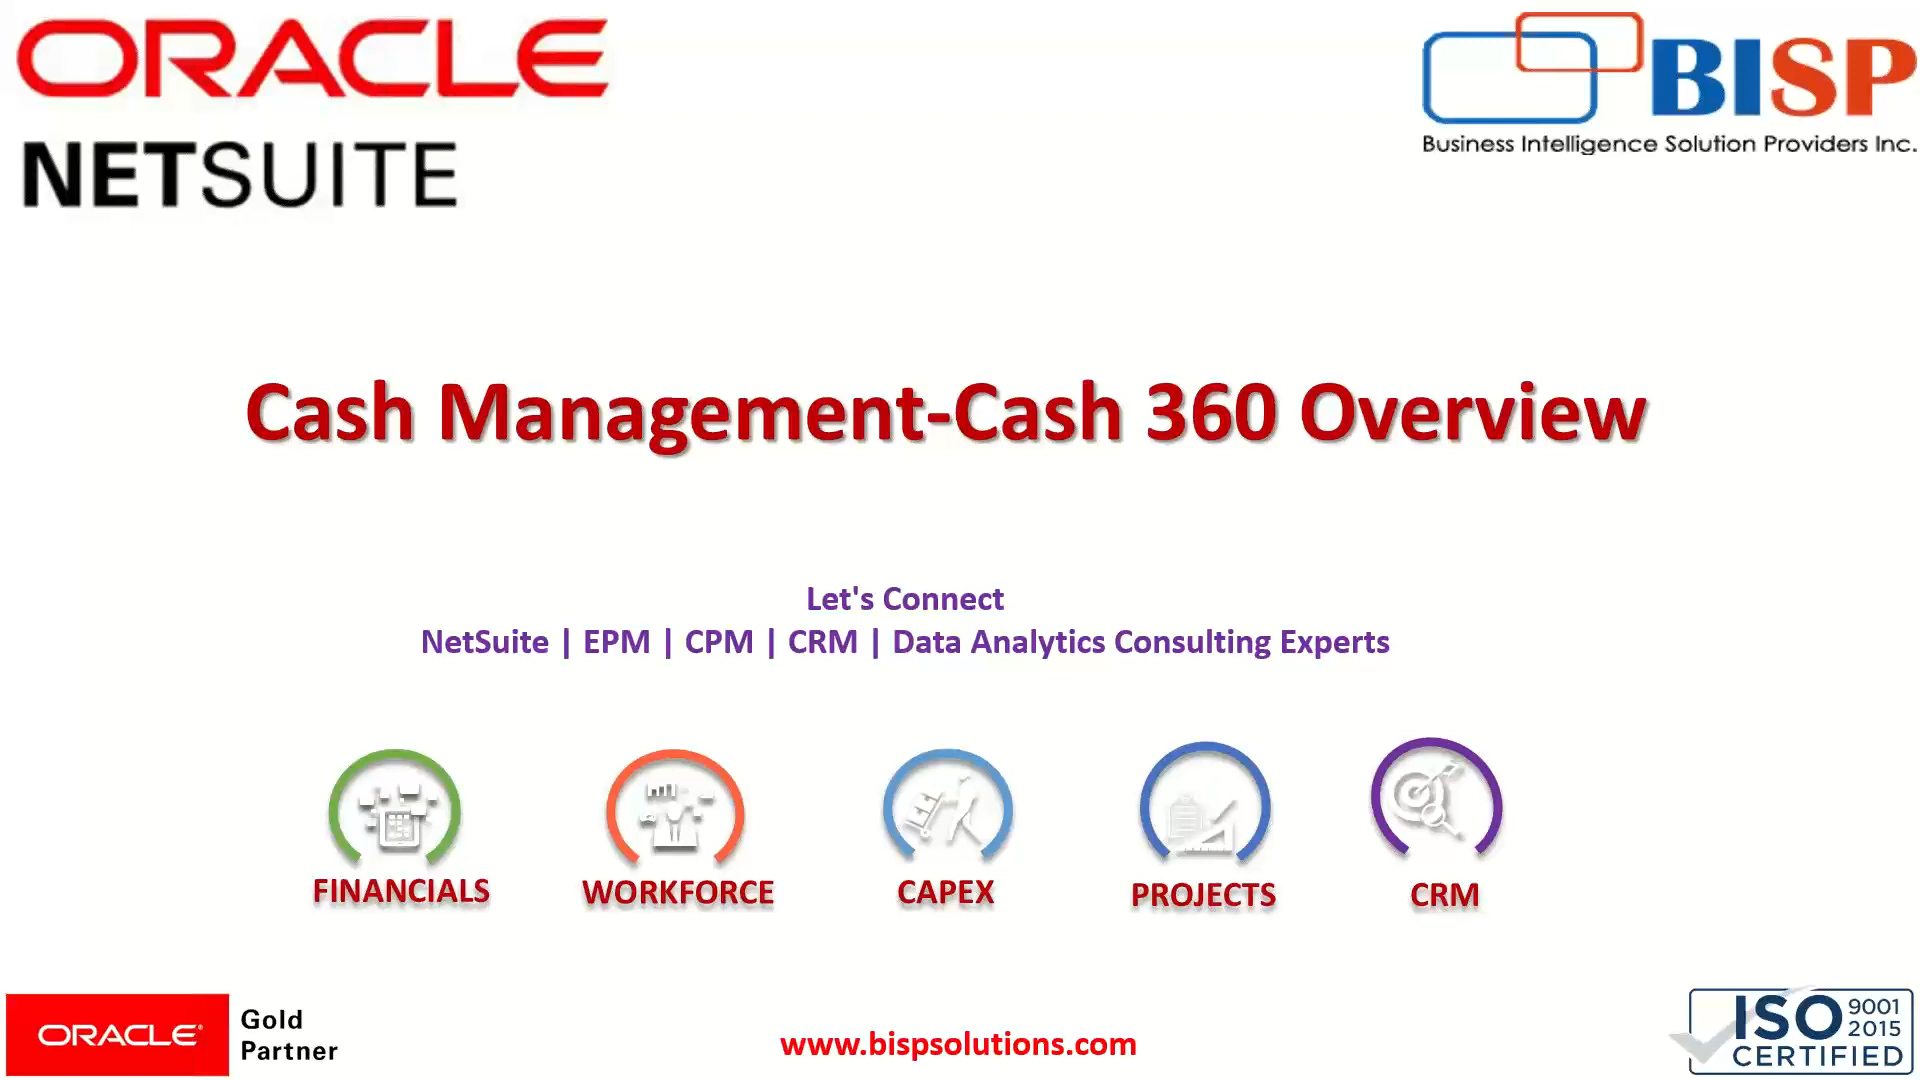 ORACLE
NETSUITE
BISP
Business Intelligence Solution Providers Inc.
Cash Management-Cash 360 Overview
Let's Connect
NetSuite | EPM | CPM | CRM | Data Analytics Consulting Experts
FINANCIALS
WORKFORCE
CAPEX
PROJECTS
CRM
ORACLE®
Gold
Partner
www.bispsolutions.com
ISO 9001
2015
CERTIFIED